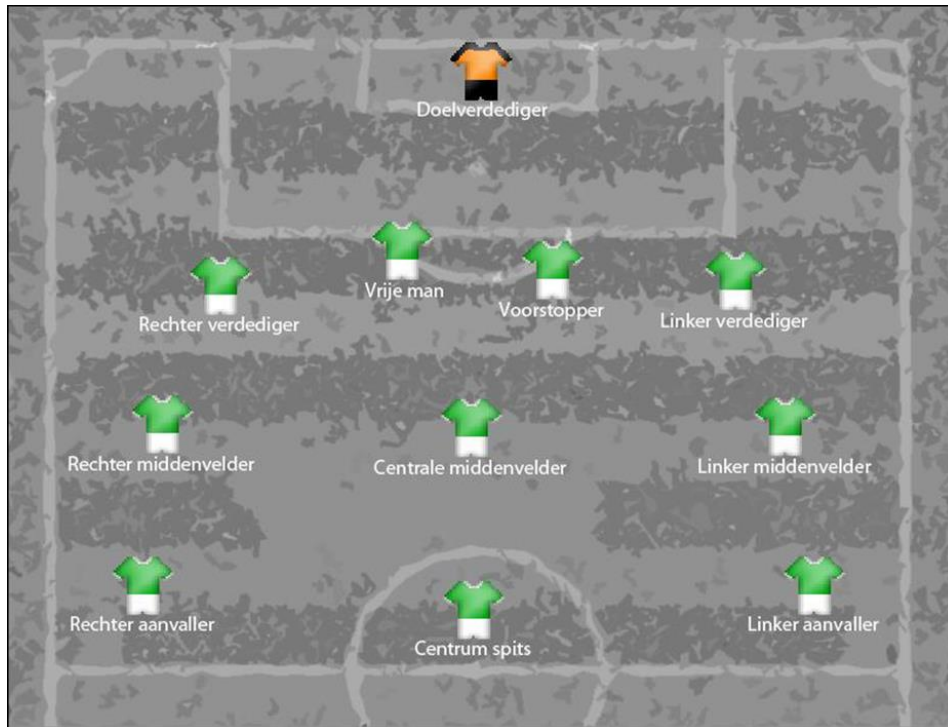 Doelverdediger
Vrije man
Voorstopper
Rechter verdediger
Linker verdediger
Rechter middenvelder
Centrale middenvelder
Linker middenvelder
Rechter aanvaller
Linker aanvaller
Centrum spits